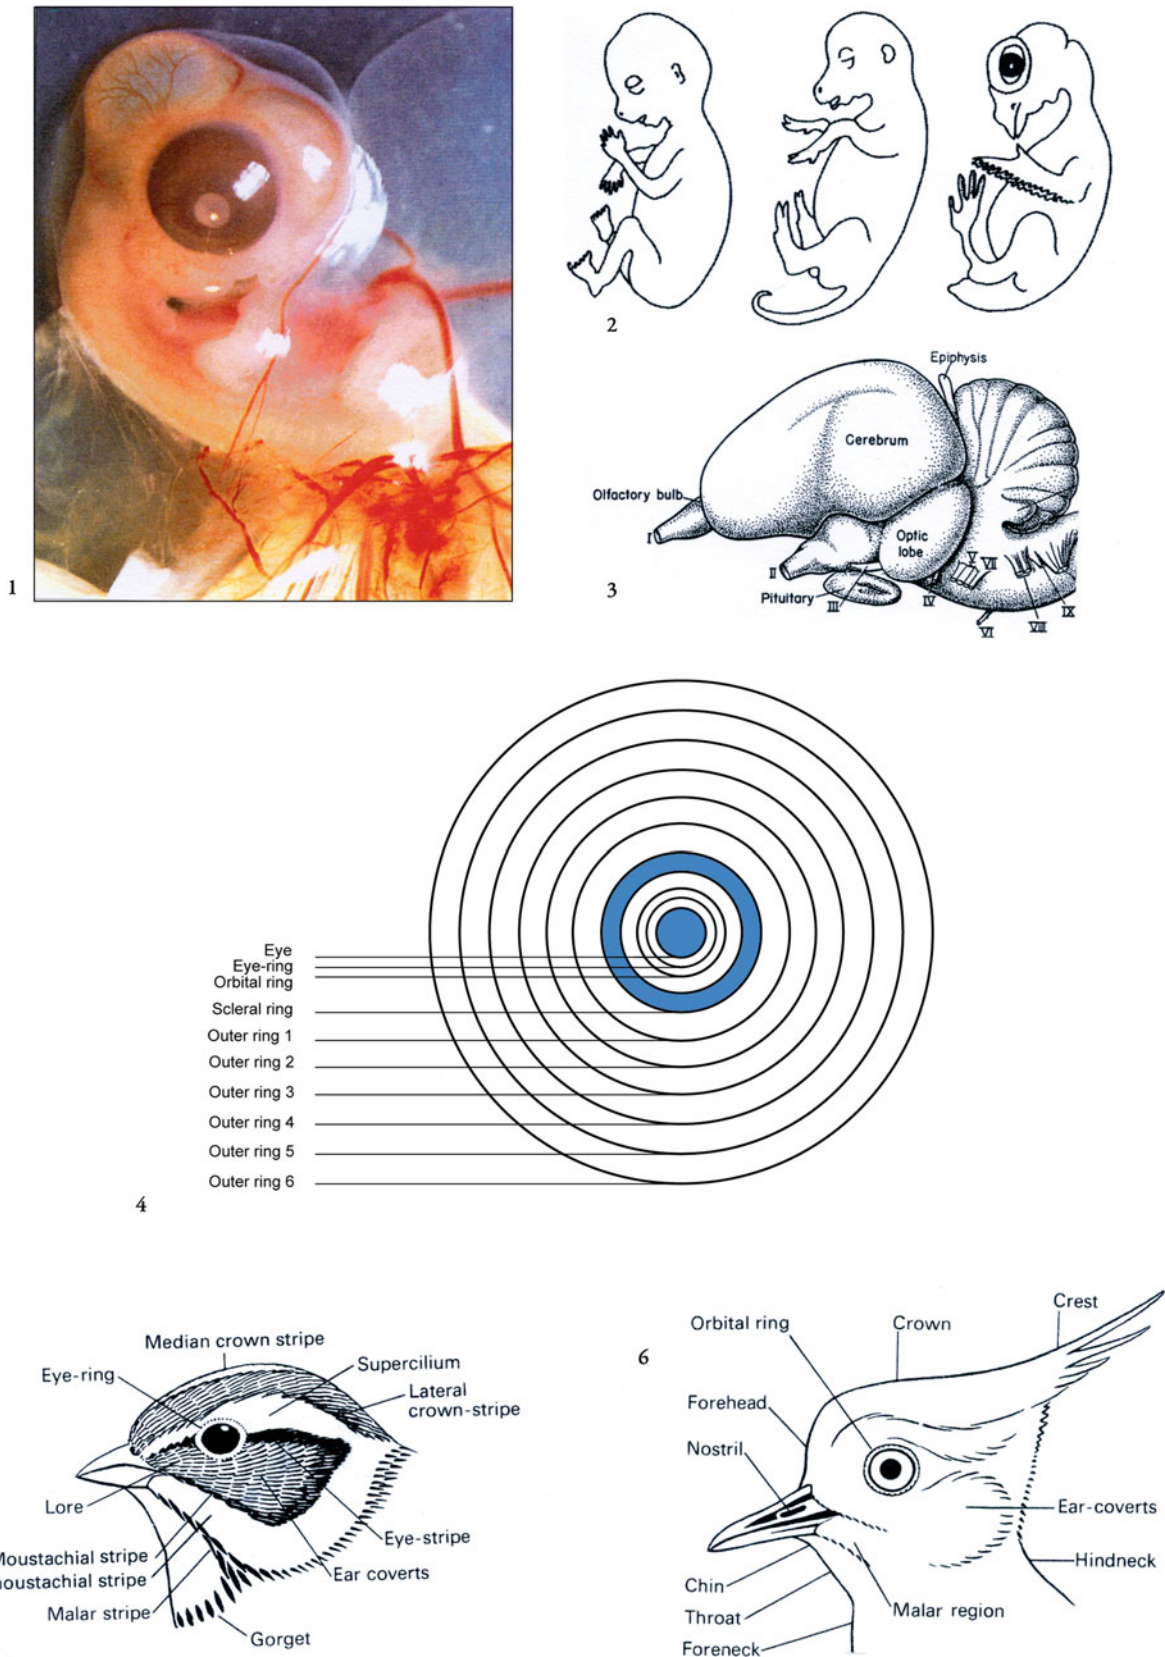 1
2
Epiphysis
Cerebrum
Olfactory bulb
I
Optic
lobe
II
Pituitary
III
IV
V
VII
VI
VIII
IX
3
Eye
Eye-ring
Orbital ring
Scleral ring
Outer ring 1
Outer ring 2
Outer ring 3
Outer ring 4
Outer ring 5
Outer ring 6
4
Median crown stripe
Eye-ring
Supercilium
Lateral
crown-stripe
Lore
Moustachial stripe
moustachial stripe
Malar stripe
Eye-stripe
Ear coverts
Gorget
6
Orbital ring
Crown
Crest
Forehead
Nostril
Ear-coverts
Hindneck
Chin
Throat
Foreneck
Malar region